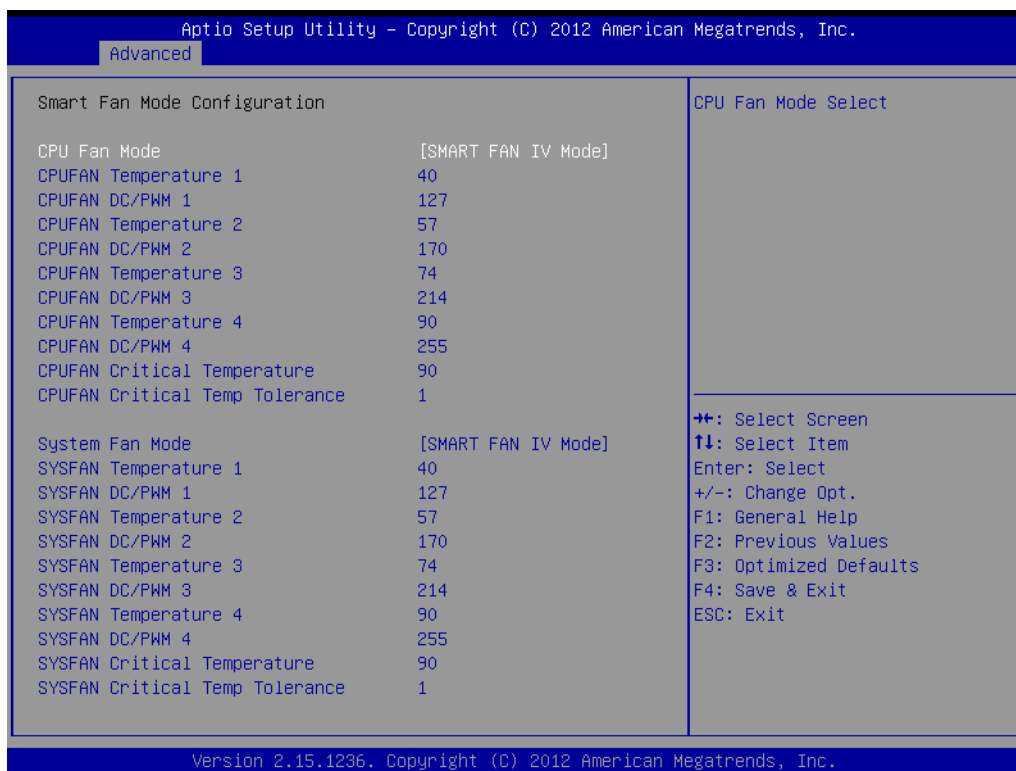 Aptio Setup Utility – Copyright (C) 2012 American Megatrends, Inc.
Advanced
Smart Fan Mode Configuration
CPU Fan Mode [SMART FAN IV Mode]
CPUFAN Temperature 1 40
CPUFAN DC/PWM 1 127
CPUFAN Temperature 2 57
CPUFAN DC/PWM 2 170
CPUFAN Temperature 3 74
CPUFAN DC/PWM 3 214
CPUFAN Temperature 4 90
CPUFAN DC/PWM 4 255
CPUFAN Critical Temperature 90
CPUFAN Critical Temp Tolerance 1
System Fan Mode [SMART FAN IV Mode]
SYSFAN Temperature 1 40
SYSFAN DC/PWM 1 127
SYSFAN Temperature 2 57
SYSFAN DC/PWM 2 170
SYSFAN Temperature 3 74
SYSFAN DC/PWM 3 214
SYSFAN Temperature 4 90
SYSFAN DC/PWM 4 255
SYSFAN Critical Temperature 90
SYSFAN Critical Temp Tolerance 1
CPU Fan Mode Select
→←: Select Screen
↑↓: Select Item
Enter: Select
+/-: Change Opt.
F1: General Help
F2: Previous Values
F3: Optimized Defaults
F4: Save & Exit
ESC: Exit
Version 2.15.1236. Copyright (C) 2012 American Megatrends, Inc.